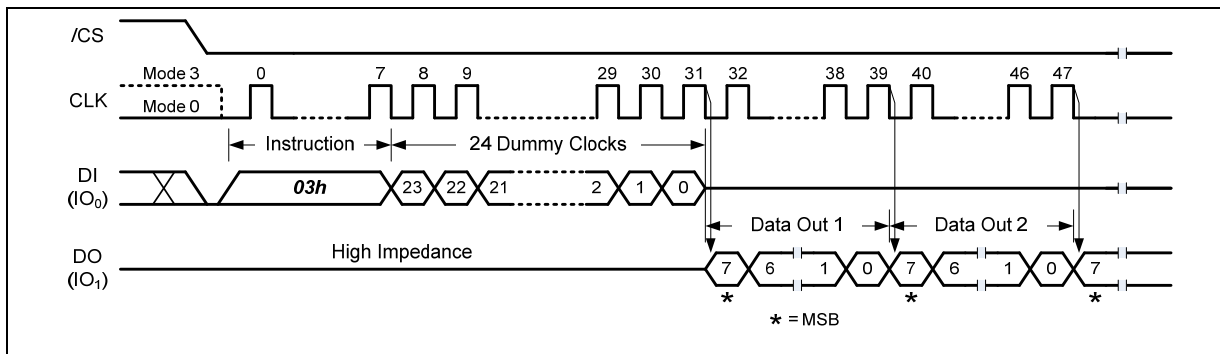 /CS
Mode 3 0 7 8 9 29 30 31 32 38 39 40 46 47
CLK
Mode 0
Instruction 24 Dummy Clocks
DI
(IO₀)
03h 23 22 21 2 1 0
Data Out 1 Data Out 2
High Impedance
DO
(IO₁)
7 6 1 0 7 6 1 0 7
* * *
* = MSB